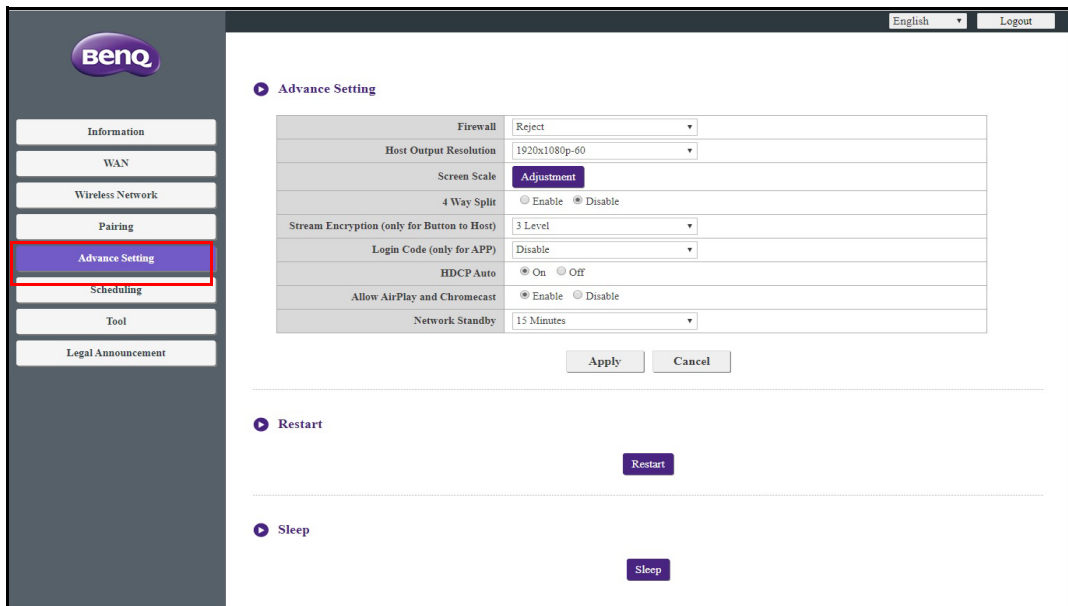 English
Logout
BenQ
Information
WAN
Wireless Network
Pairing
Advance Setting
Scheduling
Tool
Legal Announcement
Advance Setting
Firewall Reject
Host Output Resolution 1920x1080p-60
Screen Scale Adjustment
4 Way Split Enable Disable
Stream Encryption (only for Button to Host) 3 Level
Login Code (only for APP) Disable
HDCP Auto On Off
Allow AirPlay and Chromecast Enable Disable
Network Standby 15 Minutes
Apply Cancel
Restart
Restart
Sleep
Sleep